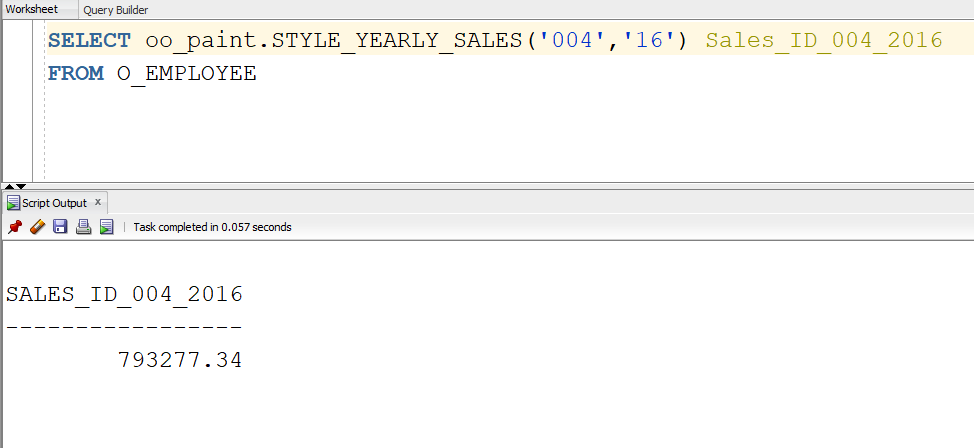 Worksheet Query Builder
SELECT oo_paint.STYLE_YEARLY_SALES('004','16') Sales_ID_004_2016
FROM O_EMPLOYEE
Script Output x
Task completed in 0.057 seconds
SALES_ID_004_2016
-----------------
793277.34